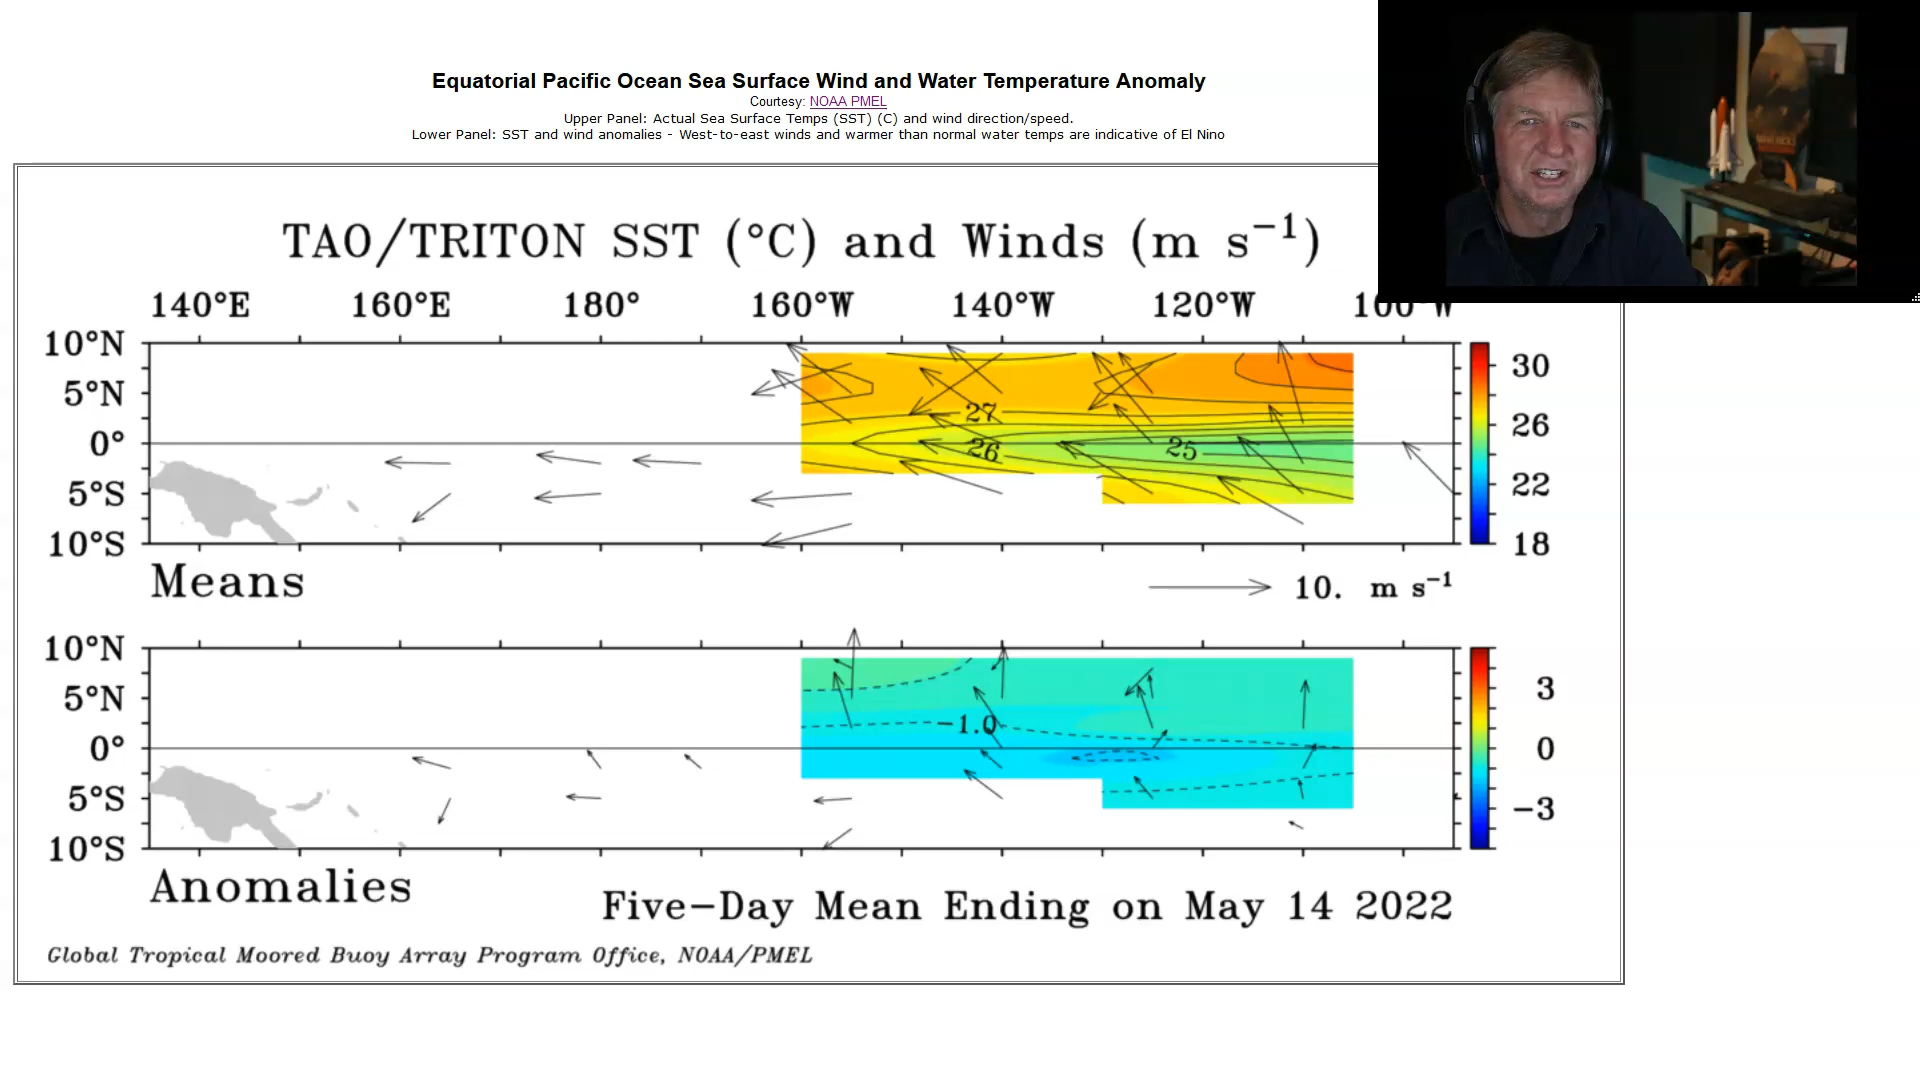 Equatorial Pacific Ocean Sea Surface Wind and Water Temperature Anomaly
Courtesy: NOAA PMEL
Upper Panel: Actual Sea Surface Temps (SST) (C) and wind direction/speed.
Lower Panel: SST and wind anomalies - West-to-east winds and warmer than normal water temps are indicative of El Nino
TAO/TRITON SST (°C) and Winds (m s⁻¹)
140°E 160°E 180° 160°W 140°W 120°W 100°W
10°N
5°N
0°
5°S
10°S
27
26
25
30
26
22
18
Means
10. m s⁻¹
10°N
5°N
0°
5°S
10°S
−1.0
3
0
−3
Anomalies
Five-Day Mean Ending on May 14 2022
Global Tropical Moored Buoy Array Program Office, NOAA/PMEL